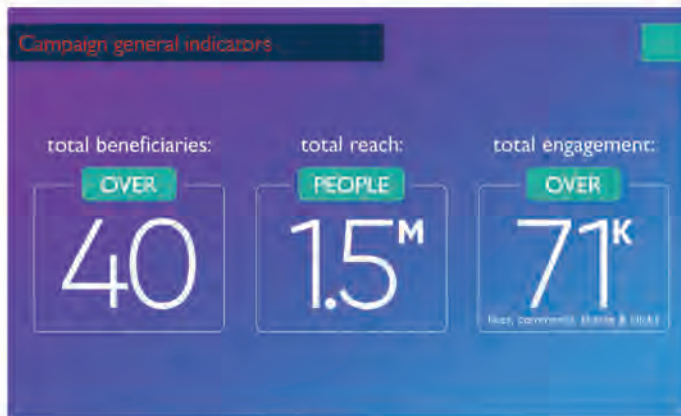 Campaign general indicators
total beneficiaries:
OVER
40
total reach:
PEOPLE
1.5M
total engagement:
OVER
71K
likes, comments, shares & clicks